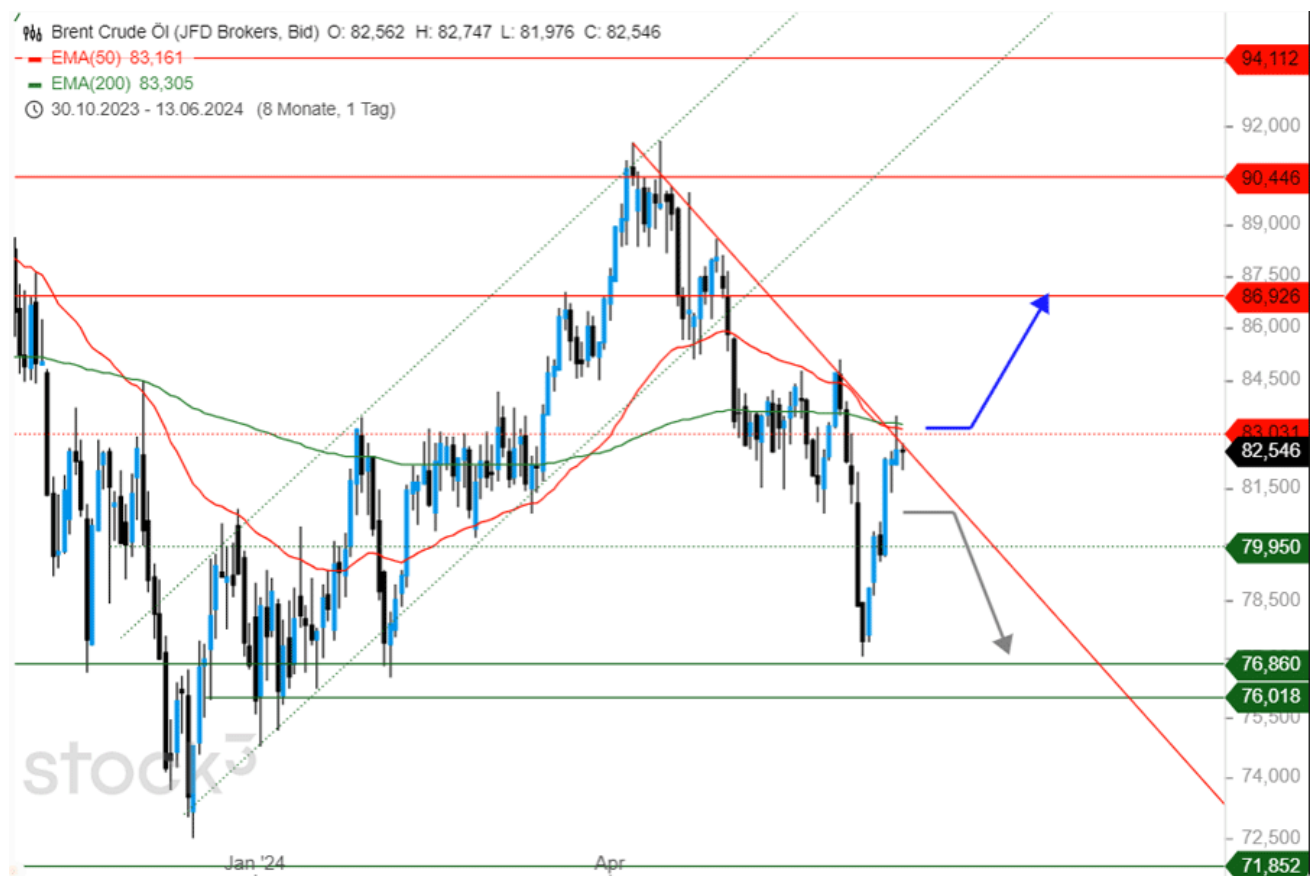 Brent Crude Öl (JFD Brokers, Bid) O: 82,562 H: 82,747 L: 81,976 C: 82,546
EMA(50) 83,161
EMA(200) 83,305
30.10.2023 - 13.06.2024 (8 Monate, 1 Tag)
94,112
92,000
90,446
89,000
87,500
86,926
86,000
84,500
83,031
82,546
81,500
79,950
78,500
76,860
76,018
75,500
74,000
72,500
71,852
stock3
Jan '24
Apr